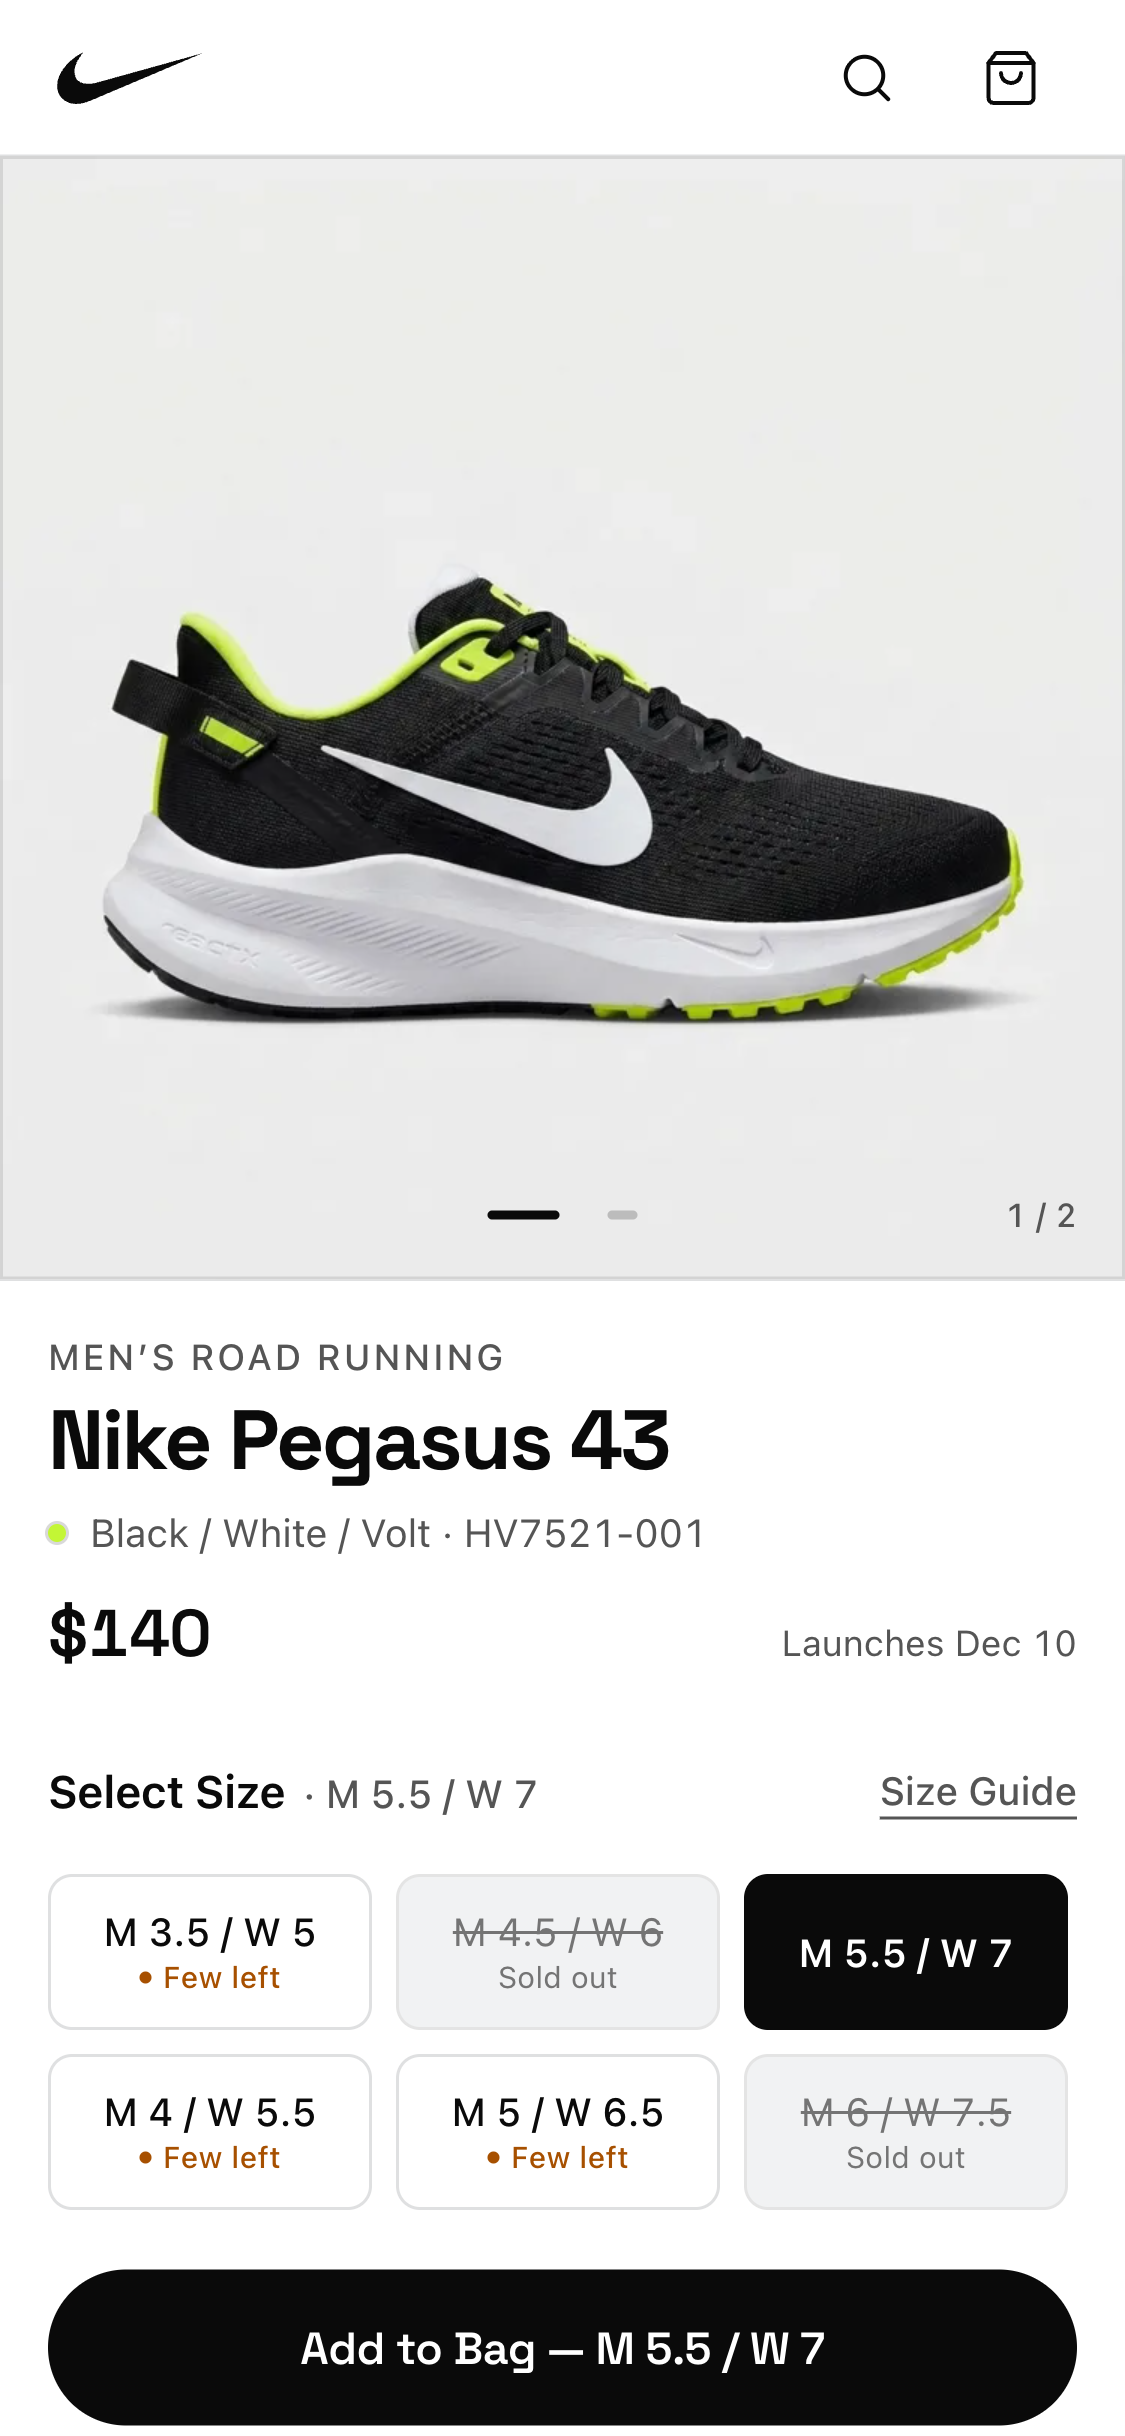 reactX
1 / 2
MEN’S ROAD RUNNING
Nike Pegasus 43
Black / White / Volt · HV7521-001
$140
Launches Dec 10
Select Size · M 5.5 / W 7
Size Guide
M 3.5 / W 5
Few left
M 4.5 / W 6
Sold out
M 5.5 / W 7
M 4 / W 5.5
Few left
M 5 / W 6.5
Few left
M 6 / W 7.5
Sold out
Add to Bag — M 5.5 / W 7